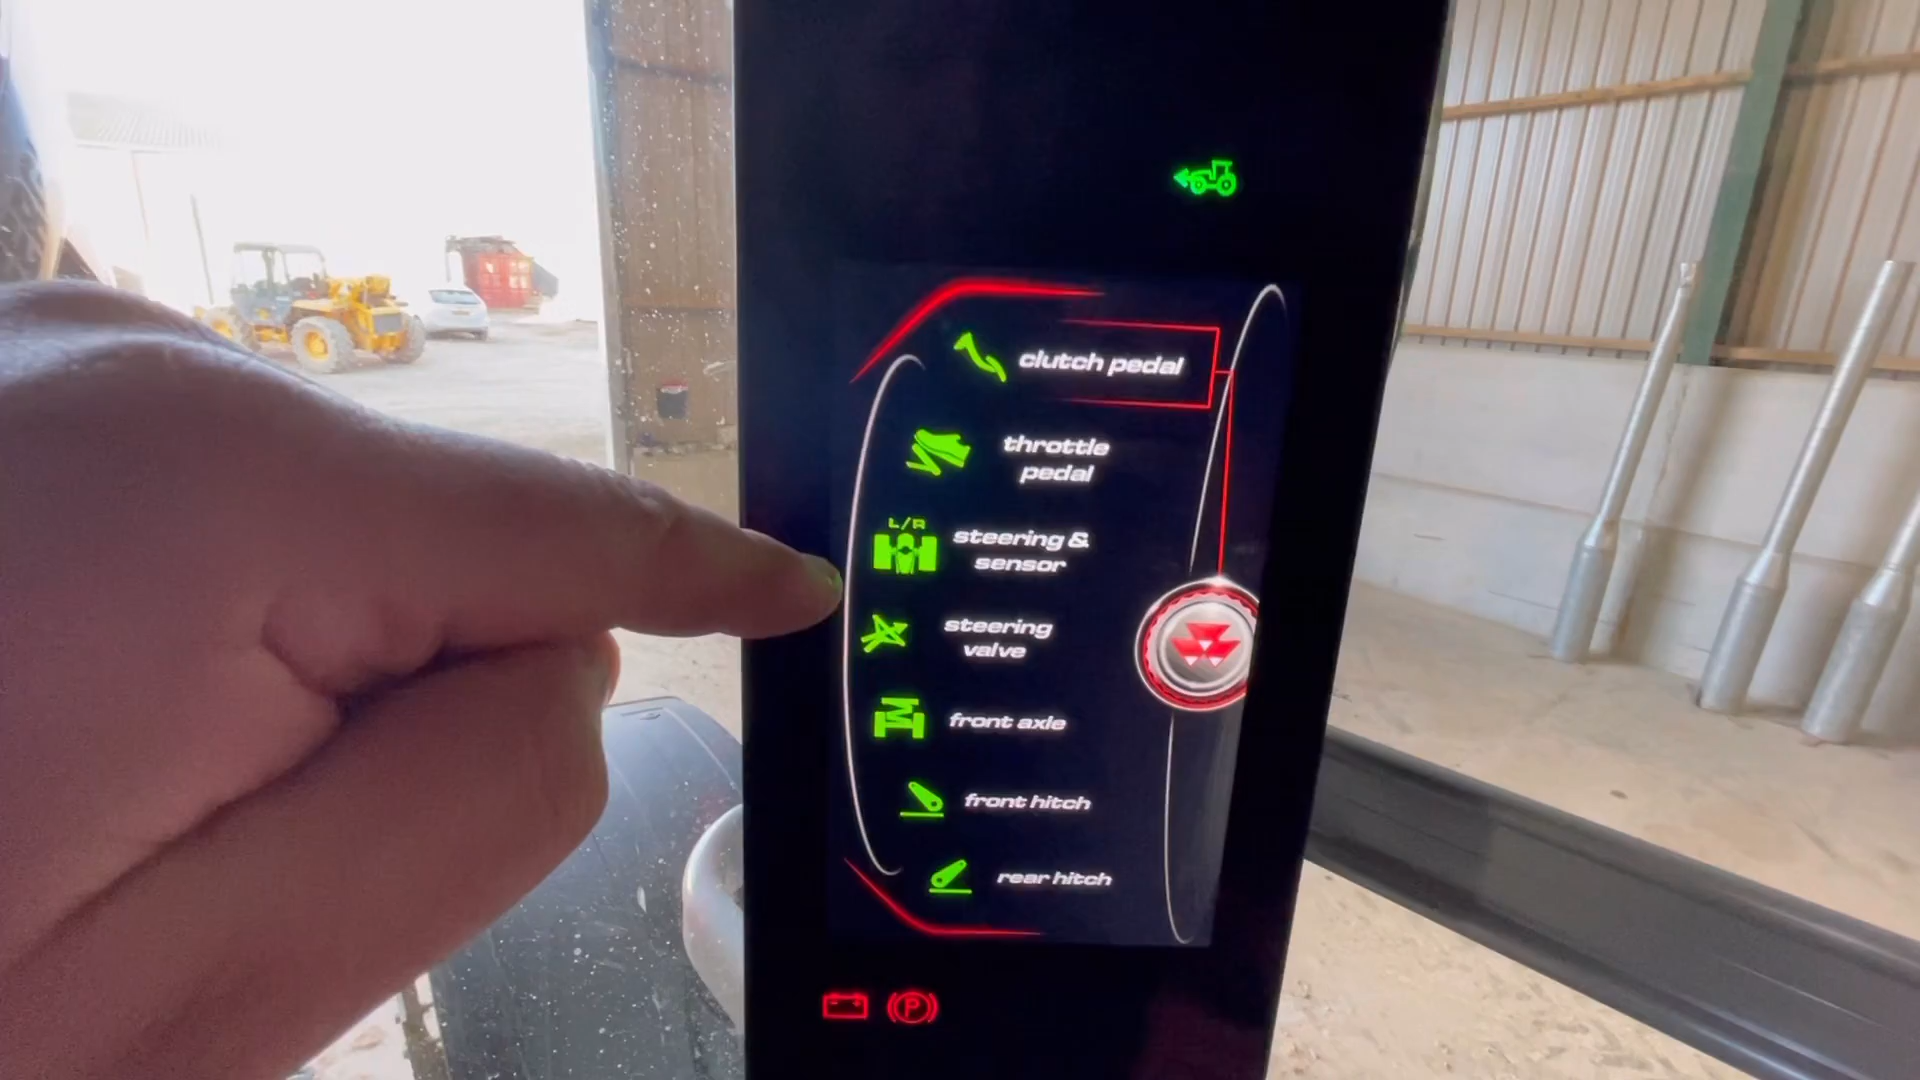 clutch pedal
throttle
pedal
L/R
steering &
sensor
steering
valve
front axle
front hitch
rear hitch
P